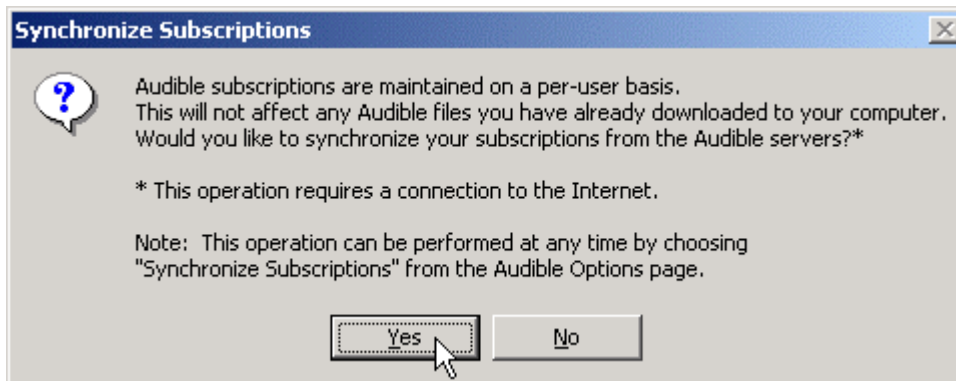 Synchronize Subscriptions
Audible subscriptions are maintained on a per-user basis.
This will not affect any Audible files you have already downloaded to your computer.
Would you like to synchronize your subscriptions from the Audible servers?*
* This operation requires a connection to the Internet.
Note:  This operation can be performed at any time by choosing
"Synchronize Subscriptions" from the Audible Options page.
Yes
No